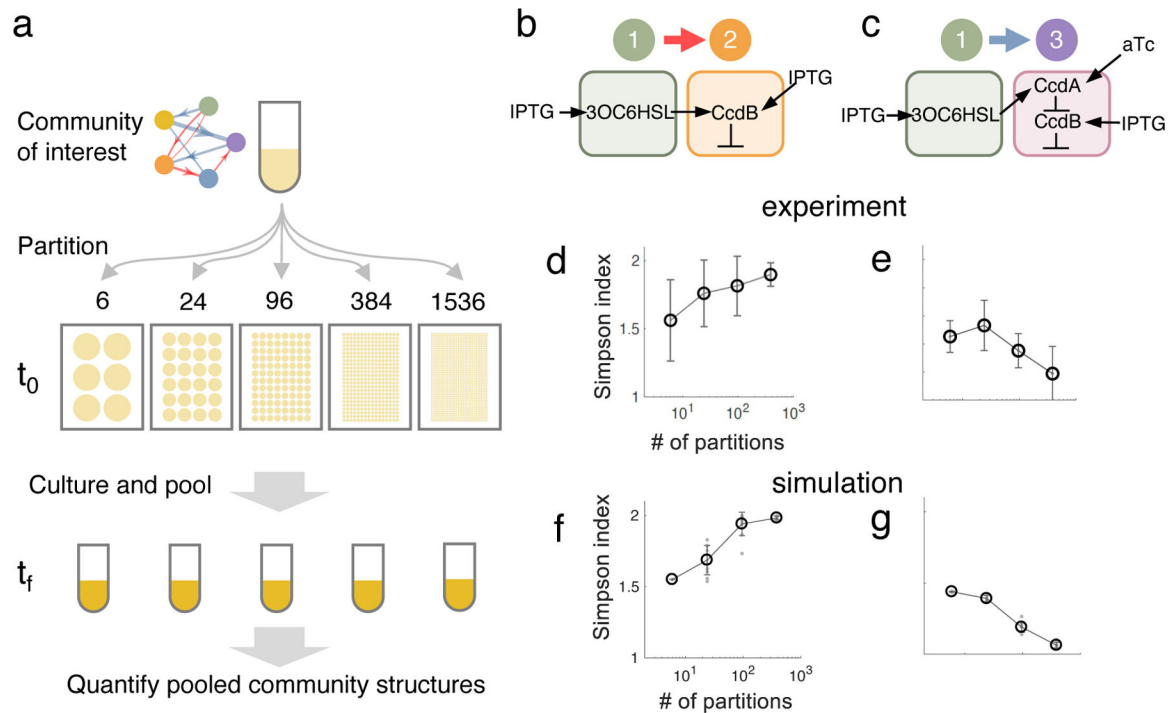 a
Community
of interest
Partition
6 24 96 384 1536
t0
Culture and pool
tf
Quantify pooled community structures
b
1 2
IPTG 3OC6HSL CcdB IPTG
c
1 3
aTc
CcdA
IPTG 3OC6HSL CcdB IPTG
experiment
d
Simpson index
2
1.5
1
10^1 10^2 10^3
# of partitions
e
simulation
f
Simpson index
2
1.5
1
10^1 10^2 10^3
# of partitions
g